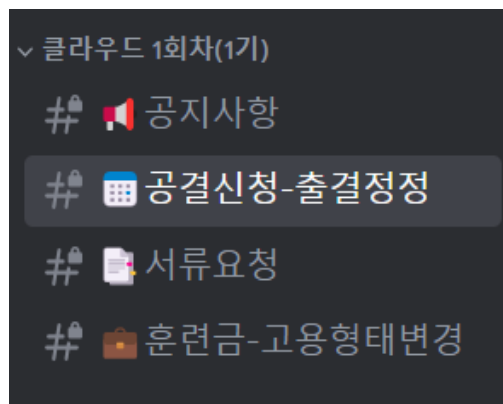 클라우드 1회차(1기)
공지사항
공결신청-출결정정
서류요청
훈련금-고용형태변경